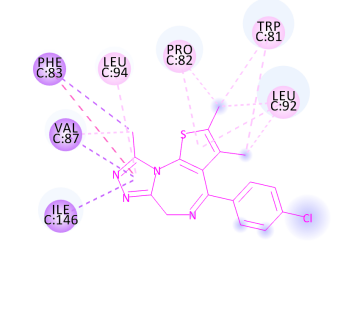 TRP
C:81
PRO
C:82
PHE
C:83
LEU
C:94
LEU
C:92
VAL
C:87
S
N
N
N
N
ILE
C:146
Cl